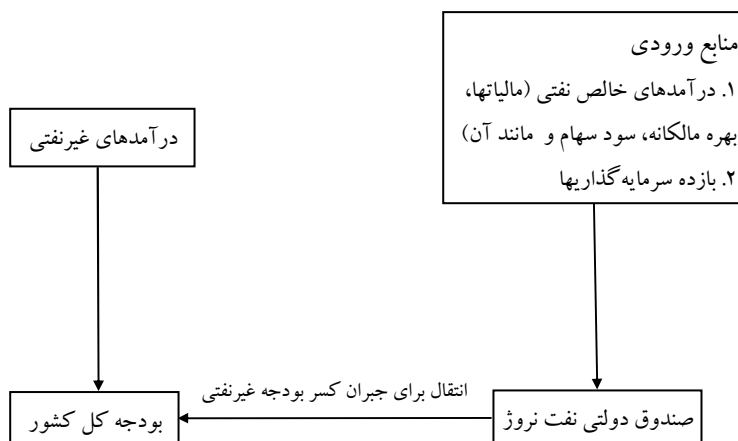 منابع ورودی
۱. درآمدهای خالص نفتی (مالیاتها،
بهره مالکانه، سود سهام و مانند آن)
۲. بازده سرمایه‌گذاریها
درآمدهای غیرنفتی
انتقال برای جبران کسر بودجه غیرنفتی
صندوق دولتی نفت نروژ
بودجه کل کشور